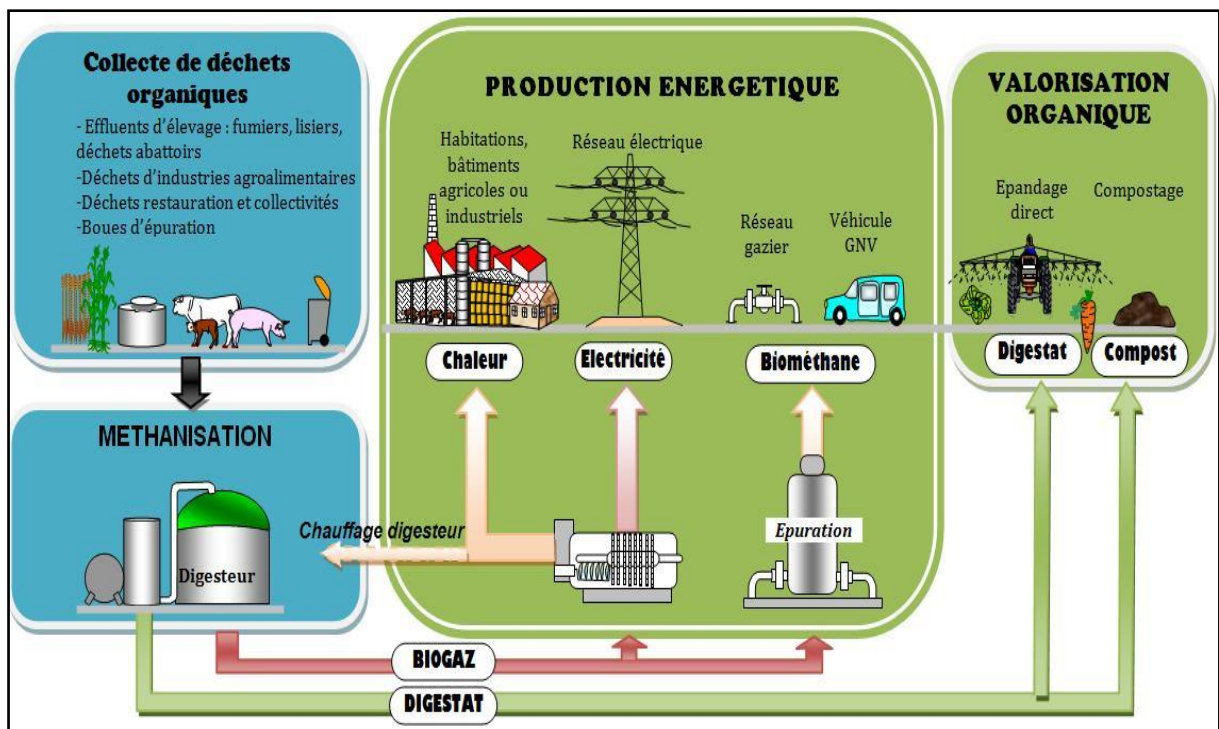 Collecte de déchets
organiques
- Effluents d'élevage : fumiers, lisiers,
déchets abattoirs
-Déchets d'industries agroalimentaires
-Déchets restauration et collectivités
-Boues d'épuration
METHANISATION
Digesteur
PRODUCTION ENERGETIQUE
Habitations,
bâtiments
agricoles ou
industriels
Réseau électrique
Réseau
gazier
Véhicule
GNV
Chaleur
Electricité
Biométhane
Chauffage digesteur
Epuration
VALORISATION
ORGANIQUE
Epandage
direct
Compostage
Digestat
Compost
BIOGAZ
DIGESTAT